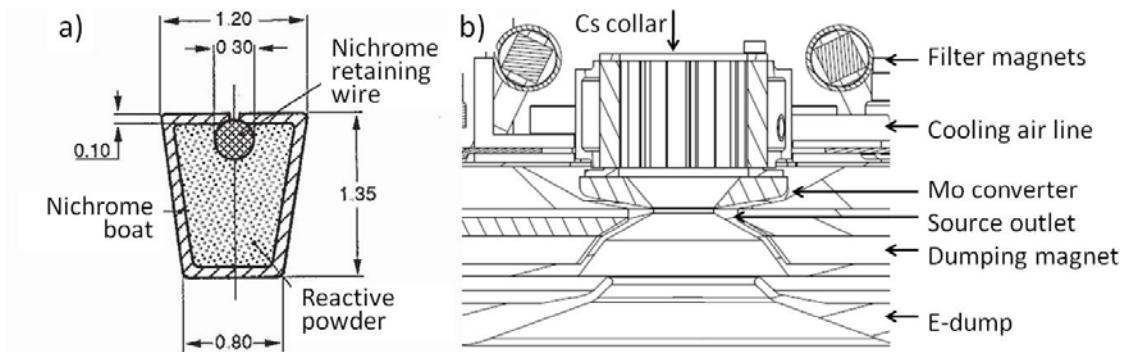 a)
1.20
0.30
Nichrome
retaining
wire
0.10
1.35
Nichrome
boat
Reactive
powder
0.80
b)
Cs collar
Filter magnets
Cooling air line
Mo converter
Source outlet
Dumping magnet
E-dump